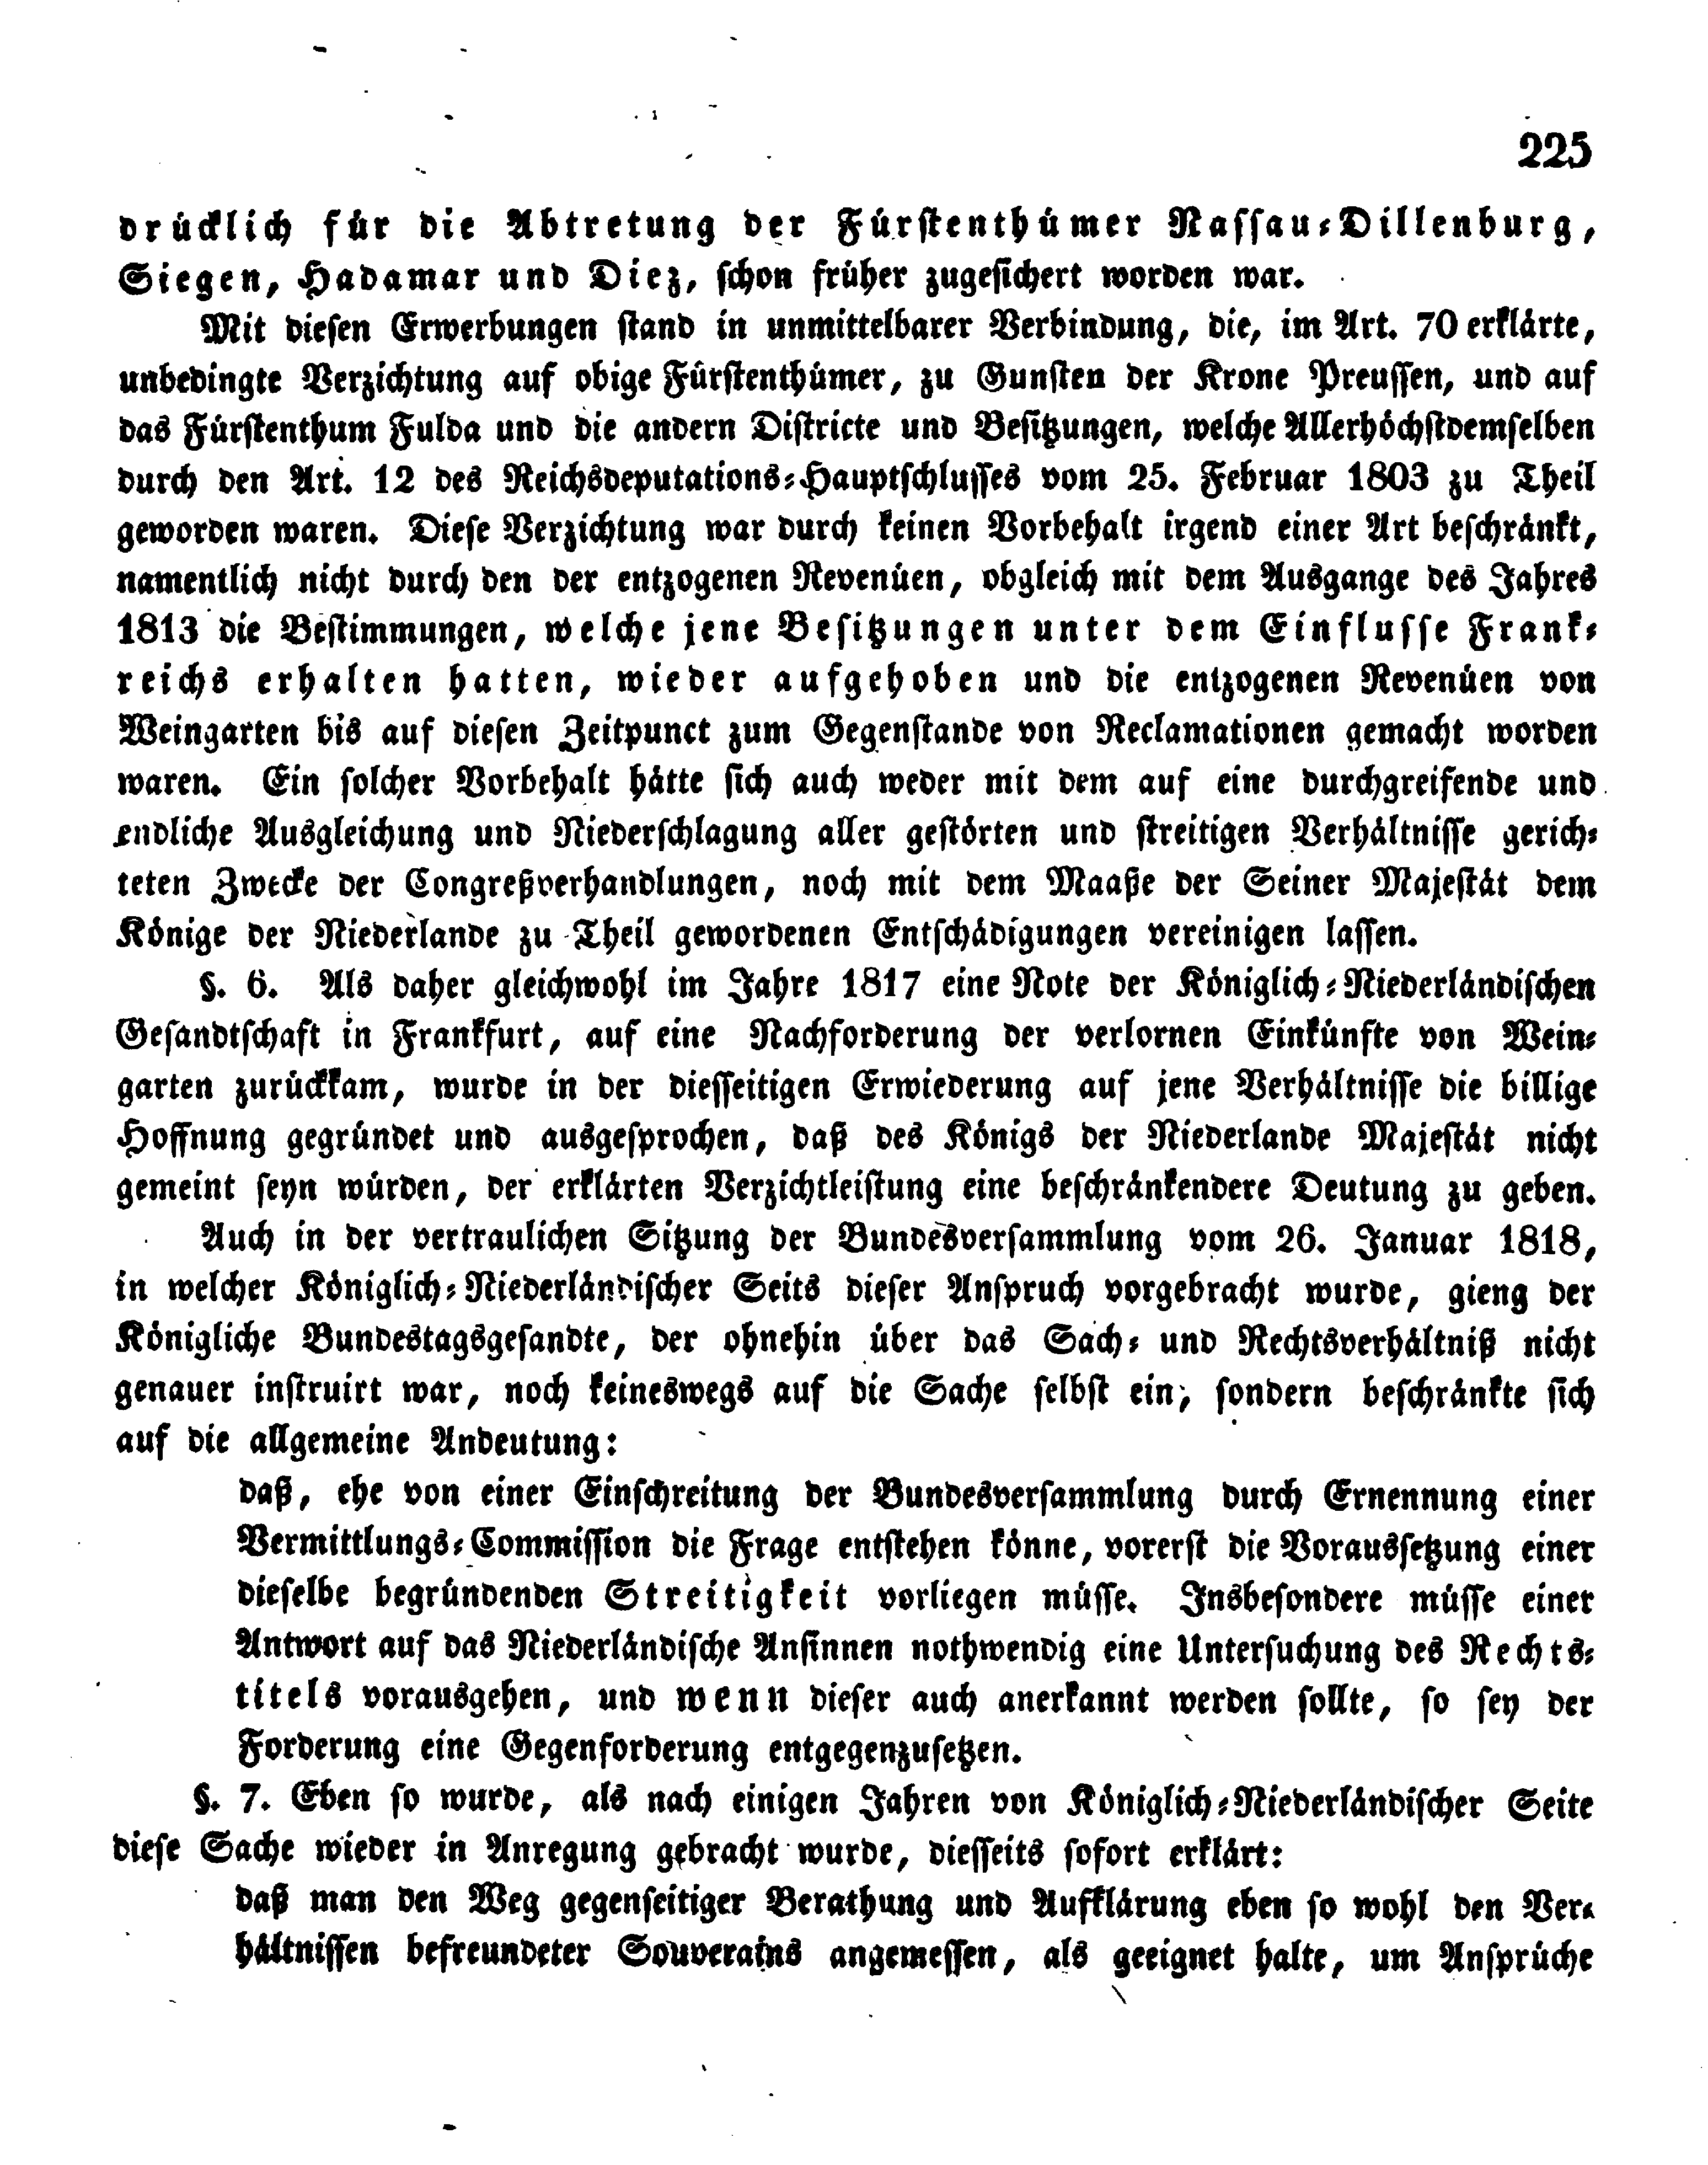 225
drücklich für die Abtretung der Fürstenthümer Nassau-Dillenburg,
Siegen, Hadamar und Diez, schon früher zugesichert worden war.
Mit diesen Erwerbungen stand in unmittelbarer Verbindung, die, im Art. 70 erklärte,
unbedingte Verzichtung auf obige Fürstenthümer, zu Gunsten der Krone Preussen, und auf
das Fürstenthum Fulda und die andern Districte und Besitzungen, welche Allerhöchstdemselben
durch den Art. 12 des Reichsdeputations-Hauptschlusses vom 25. Februar 1803 zu Theil
geworden waren. Diese Verzichtung war durch keinen Vorbehalt irgend einer Art beschränkt,
namentlich nicht durch den der entzogenen Revenüen, obgleich mit dem Ausgange des Jahres
1813 die Bestimmungen, welche jene Besitzungen unter dem Einflusse Frank-
reichs erhalten hatten, wieder aufgehoben und die entzogenen Revenüen von
Weingarten bis auf diesen Zeitpunct zum Gegenstande von Reclamationen gemacht worden
waren. Ein solcher Vorbehalt hätte sich auch weder mit dem auf eine durchgreifende und
endliche Ausgleichung und Niederschlagung aller gestörten und streitigen Verhältnisse gerich-
teten Zwecke der Congreßverhandlungen, noch mit dem Maaße der Seiner Majestät dem
Könige der Niederlande zu Theil gewordenen Entschädigungen vereinigen lassen.
§. 6. Als daher gleichwohl im Jahre 1817 eine Note der Königlich-Niederländischen
Gesandtschaft in Frankfurt, auf eine Nachforderung der verlornen Einkünfte von Wein-
garten zurückkam, wurde in der diesseitigen Erwiederung auf jene Verhältnisse die billige
Hoffnung gegründet und ausgesprochen, daß des Königs der Niederlande Majestät nicht
gemeint seyn würden, der erklärten Verzichtleistung eine beschränkendere Deutung zu geben.
Auch in der vertraulichen Sitzung der Bundesversammlung vom 26. Januar 1818,
in welcher Königlich-Niederländischer Seits dieser Anspruch vorgebracht wurde, gieng der
Königliche Bundestagsgesandte, der ohnehin über das Sach- und Rechtsverhältniß nicht
genauer instruirt war, noch keineswegs auf die Sache selbst ein, sondern beschränkte sich
auf die allgemeine Andeutung:
daß, ehe von einer Einschreitung der Bundesversammlung durch Ernennung einer
Vermittlungs-Commission die Frage entstehen könne, vorerst die Voraussetzung einer
dieselbe begründenden Streitigkeit vorliegen müsse. Insbesondere müsse einer
Antwort auf das Niederländische Ansinnen nothwendig eine Untersuchung des Rechts-
titels vorausgehen, und wenn dieser auch anerkannt werden sollte, so sey der
Forderung eine Gegenforderung entgegenzusetzen.
§. 7. Eben so wurde, als nach einigen Jahren von Königlich-Niederländischer Seite
diese Sache wieder in Anregung gebracht wurde, diesseits sofort erklärt:
daß man den Weg gegenseitiger Berathung und Aufklärung eben so wohl den Ver-
hältnissen befreundeter Souverains angemessen, als geeignet halte, um Ansprüche